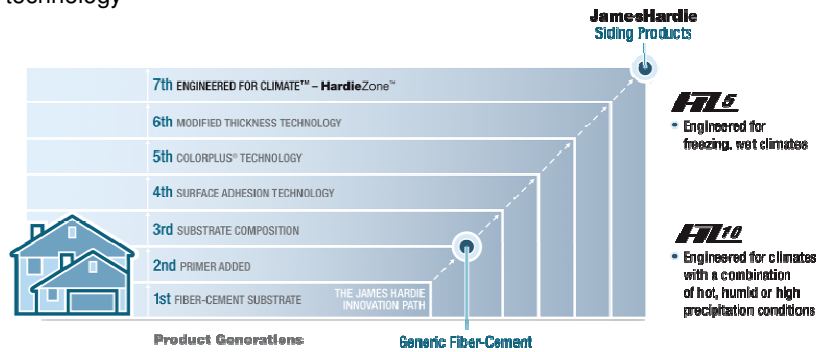 technology
JamesHardie
Siding Products
7th ENGINEERED FOR CLIMATE™ – HardieZone™
6th MODIFIED THICKNESS TECHNOLOGY
5th COLORPLUS® TECHNOLOGY
4th SURFACE ADHESION TECHNOLOGY
3rd SUBSTRATE COMPOSITION
2nd PRIMER ADDED
1st FIBER-CEMENT SUBSTRATE
THE JAMES HARDIE
INNOVATION PATH
Product Generations
Generic Fiber-Cement
HZ5
• Engineered for
freezing, wet climates
HZ10
• Engineered for climates
with a combination
of hot, humid or high
precipitation conditions